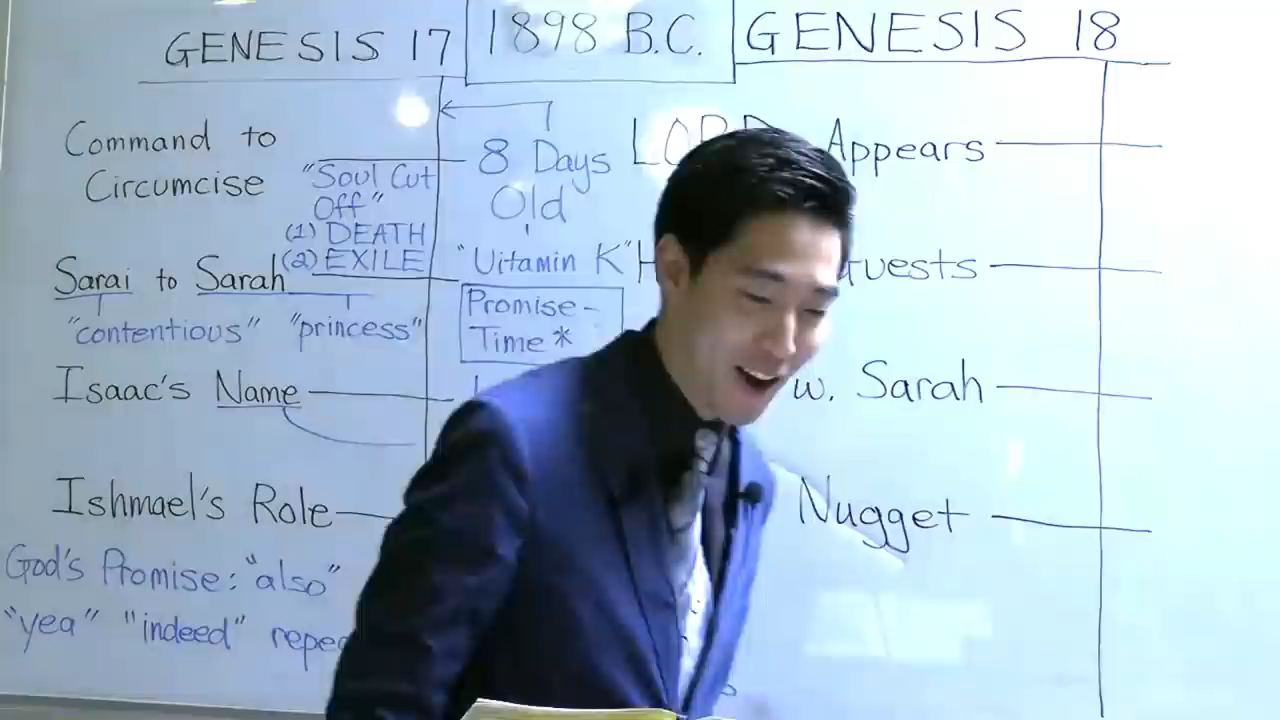 GENESIS 17
1898 B.C.
GENESIS 18
Command to
Circumcise
"Soul Cut
Off"
(1) DEATH
(2) EXILE
8 Days
Old
"Vitamin K"
Promise-
Time*
Sarai to Sarah
"contentious" "princess"
Isaac's Name
Ishmael's Role
God's Promise: "also"
"yea" "indeed"
Appears
w. Sarah
Nugget